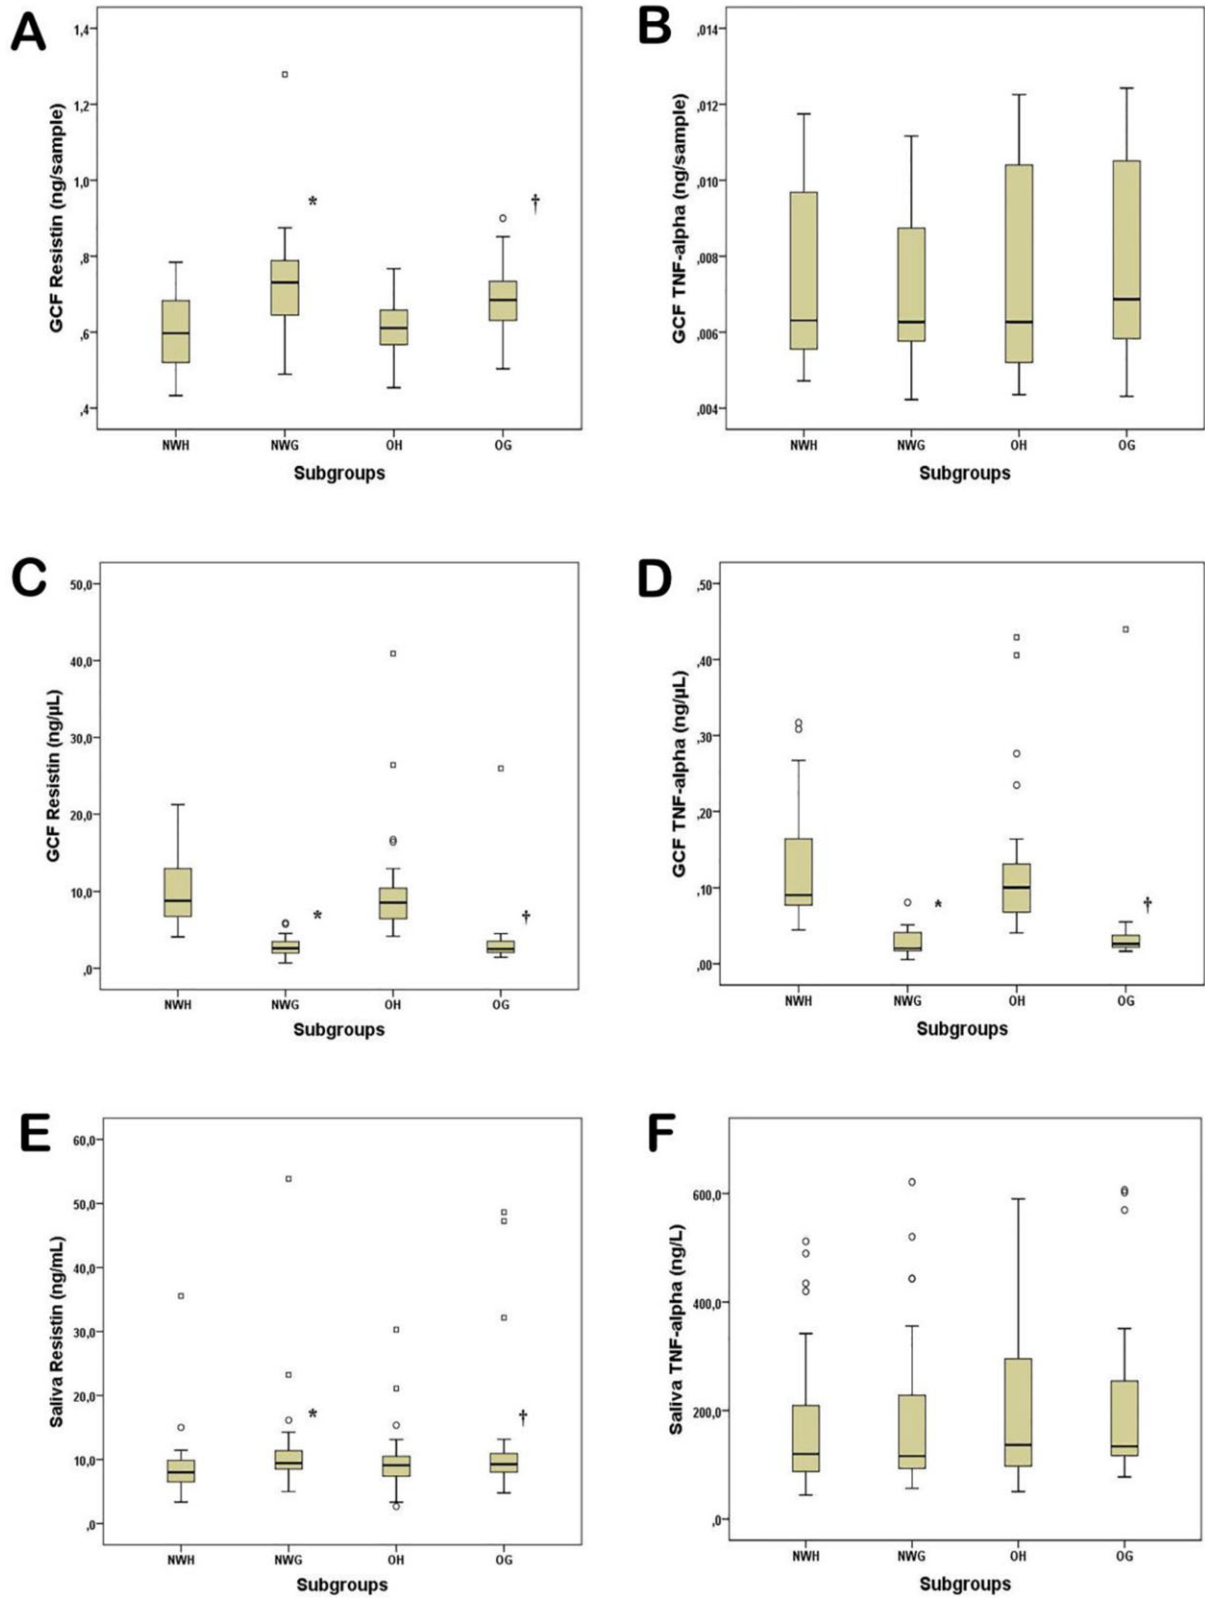 A
GCF Resistin (ng/sample)
1,4
1,2
1,0
,8
,6
,4
*
†
NWH NWG OH OG
Subgroups
B
GCF TNF-alpha (ng/sample)
,014
,012
,010
,008
,006
,004
NWH NWG OH OG
Subgroups
C
GCF Resistin (ng/µL)
50,0
40,0
30,0
20,0
10,0
,0
*
†
NWH NWG OH OG
Subgroups
D
GCF TNF-alpha (ng/µL)
,50
,40
,30
,20
,10
,00
*
†
NWH NWG OH OG
Subgroups
E
Saliva Resistin (ng/mL)
60,0
50,0
40,0
30,0
20,0
10,0
,0
*
†
NWH NWG OH OG
Subgroups
F
Saliva TNF-alpha (ng/L)
600,0
400,0
200,0
,0
NWH NWG OH OG
Subgroups